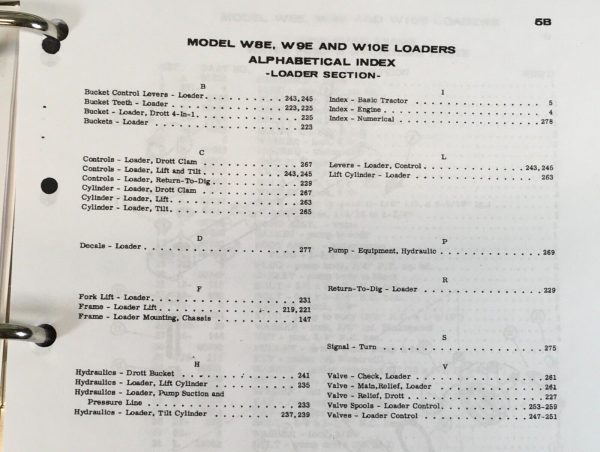 5B
MODEL W8E, W9E AND W10E LOADERS
ALPHABETICAL INDEX
-LOADER SECTION-
B
Bucket Control Levers - Loader. . . . . . . . . . . 243,245
Bucket Teeth - Loader . . . . . . . . . . . . . . . 223,225
Bucket - Loader, Drott 4-In-1. . . . . . . . . . . . . 225
Buckets - Loader . . . . . . . . . . . . . . . . . . 223
C
Controls - Loader, Drott Clam . . . . . . . . . . . . 267
Controls - Loader, Lift and Tilt . . . . . . . . . . 243,245
Controls - Loader, Return-To-Dig . . . . . . . . . . . 229
Cylinder - Loader, Drott Clam . . . . . . . . . . . . 267
Cylinder - Loader, Lift. . . . . . . . . . . . . . . . 263
Cylinder - Loader, Tilt. . . . . . . . . . . . . . . . 265
D
Decals - Loader . . . . . . . . . . . . . . . . . . . 277
F
Fork Lift - Loader. . . . . . . . . . . . . . . . . . 231
Frame - Loader Lift. . . . . . . . . . . . . . . . 219,221
Frame - Loader Mounting, Chassis . . . . . . . . . . 147
H
Hydraulics - Drott Bucket . . . . . . . . . . . . . . 241
Hydraulics - Loader, Lift Cylinder . . . . . . . . . . 235
Hydraulics - Loader, Pump Suction and
Pressure Line . . . . . . . . . . . . . . . . . . . 233
Hydraulics - Loader, Tilt Cylinder . . . . . . . . 237,239
I
Index - Basic Tractor . . . . . . . . . . . . . . . . . 5
Index - Engine . . . . . . . . . . . . . . . . . . . . 4
Index - Numerical . . . . . . . . . . . . . . . . . . 278
L
Levers - Loader, Control . . . . . . . . . . . . . 243,245
Lift Cylinder - Loader . . . . . . . . . . . . . . . . 263
P
Pump - Equipment, Hydraulic . . . . . . . . . . . . . 269
R
Return-To-Dig - Loader . . . . . . . . . . . . . . . 229
S
Signal - Turn . . . . . . . . . . . . . . . . . . . . 275
V
Valve - Check, Loader . . . . . . . . . . . . . . . . 261
Valve - Main, Relief, Loader . . . . . . . . . . . . . 261
Valve - Relief, Drott . . . . . . . . . . . . . . . . 227
Valve Spools - Loader Control. . . . . . . . . . . 253-259
Valves - Loader Control . . . . . . . . . . . . . . 247-251